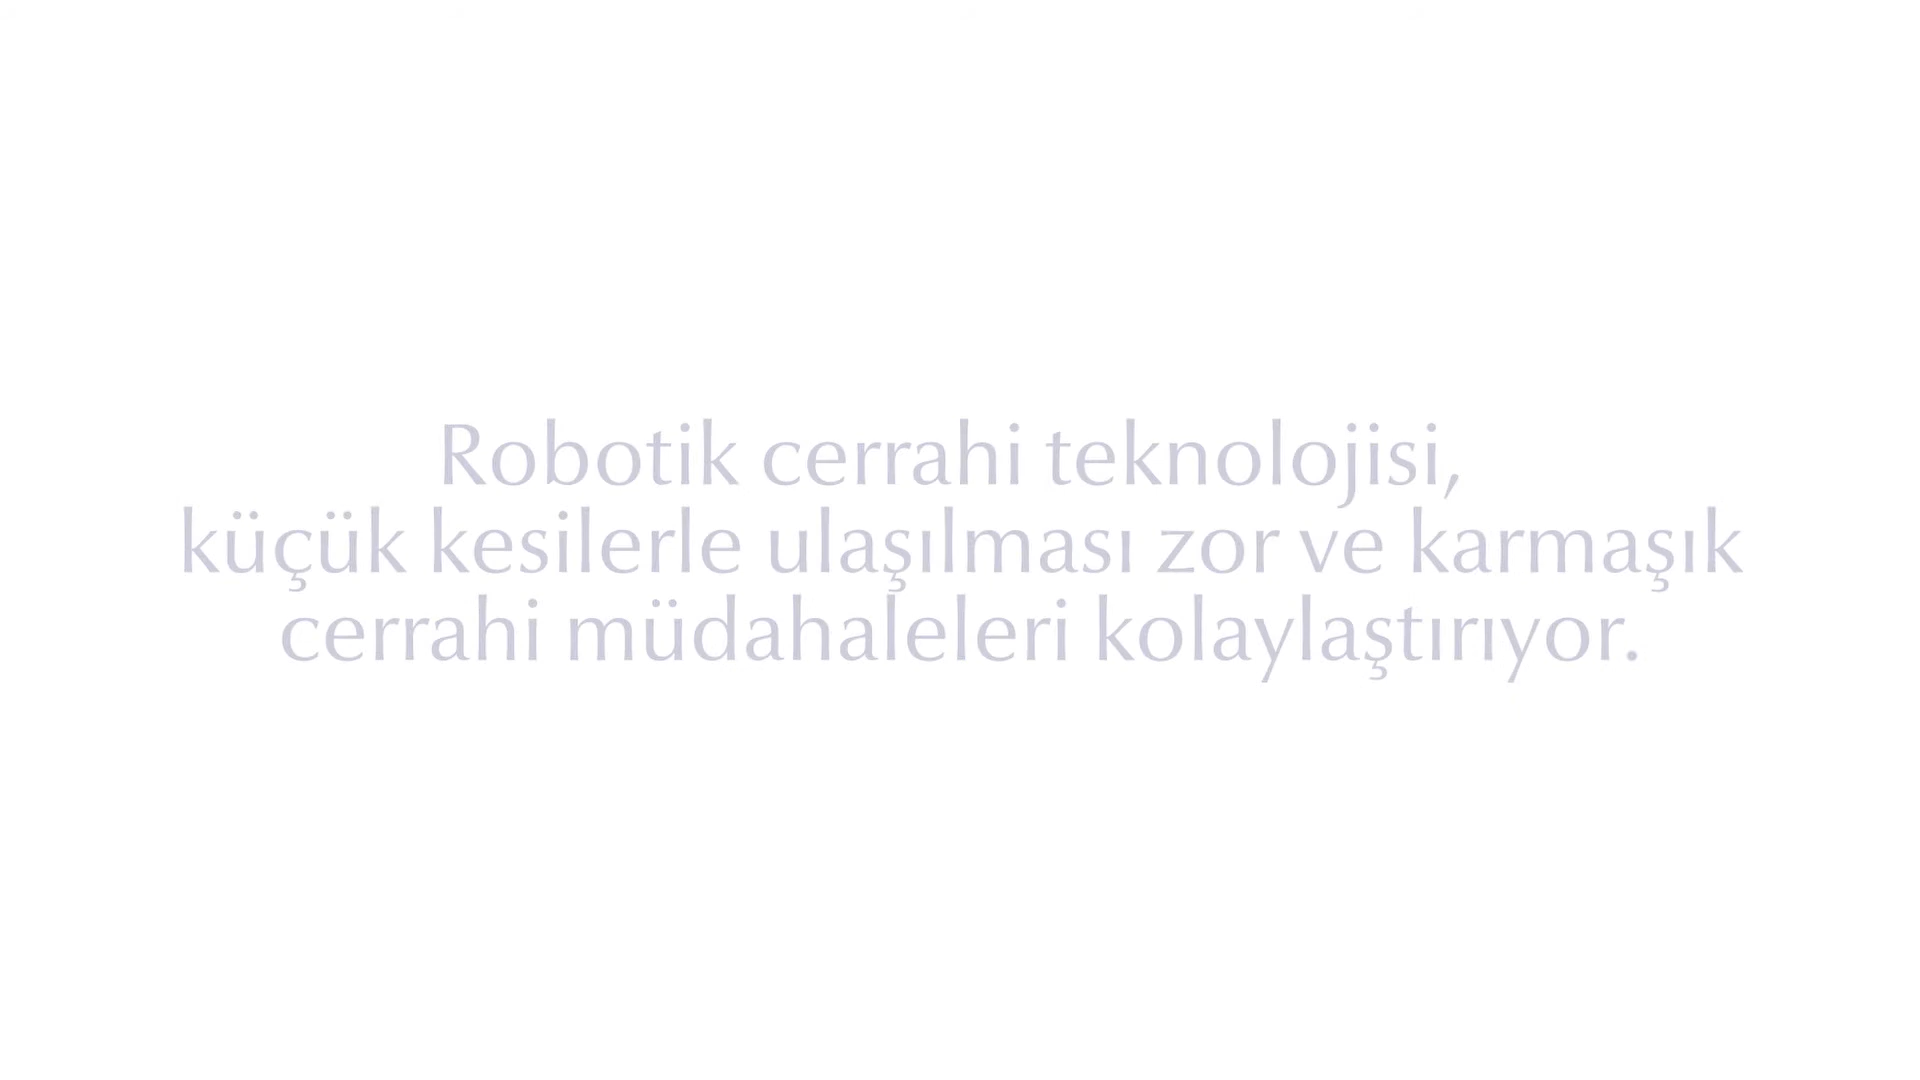 Robotik cerrahi teknolojisi,
küçük kesilerle ulaşılması zor ve karmaşık
cerrahi müdahaleleri kolaylaştırıyor.